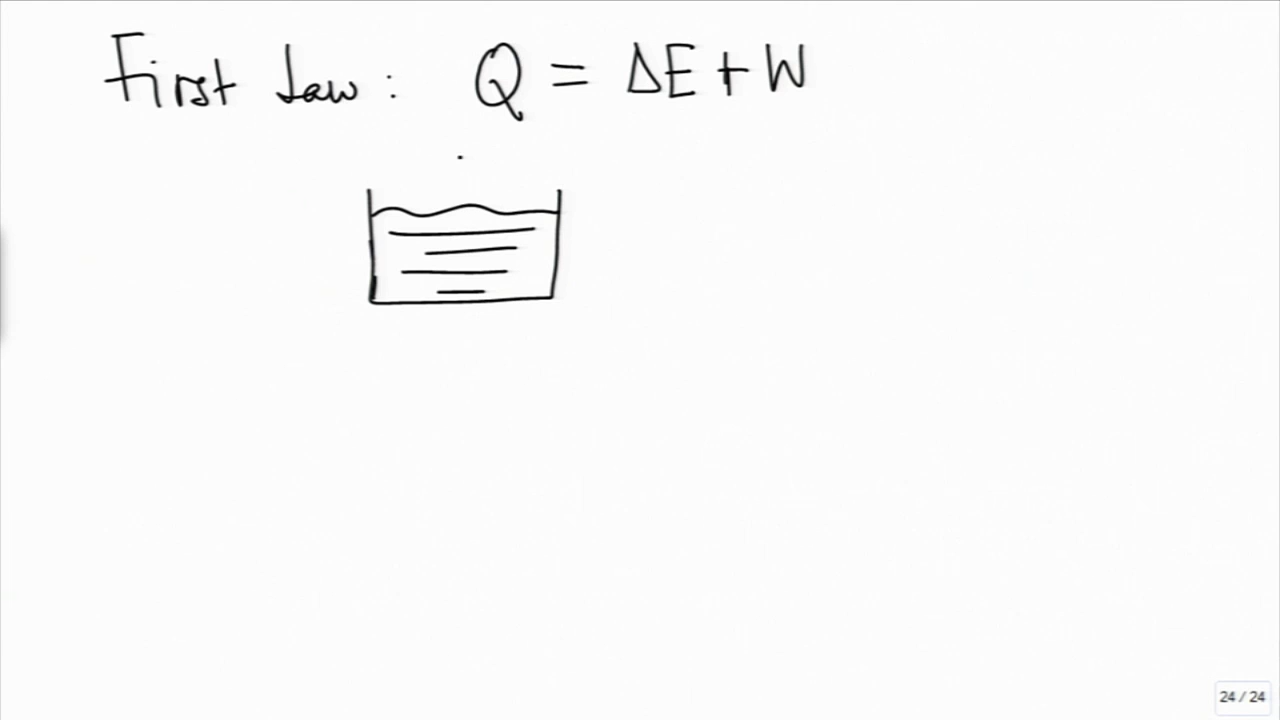 First Law: Q = ΔE + W
24 / 24